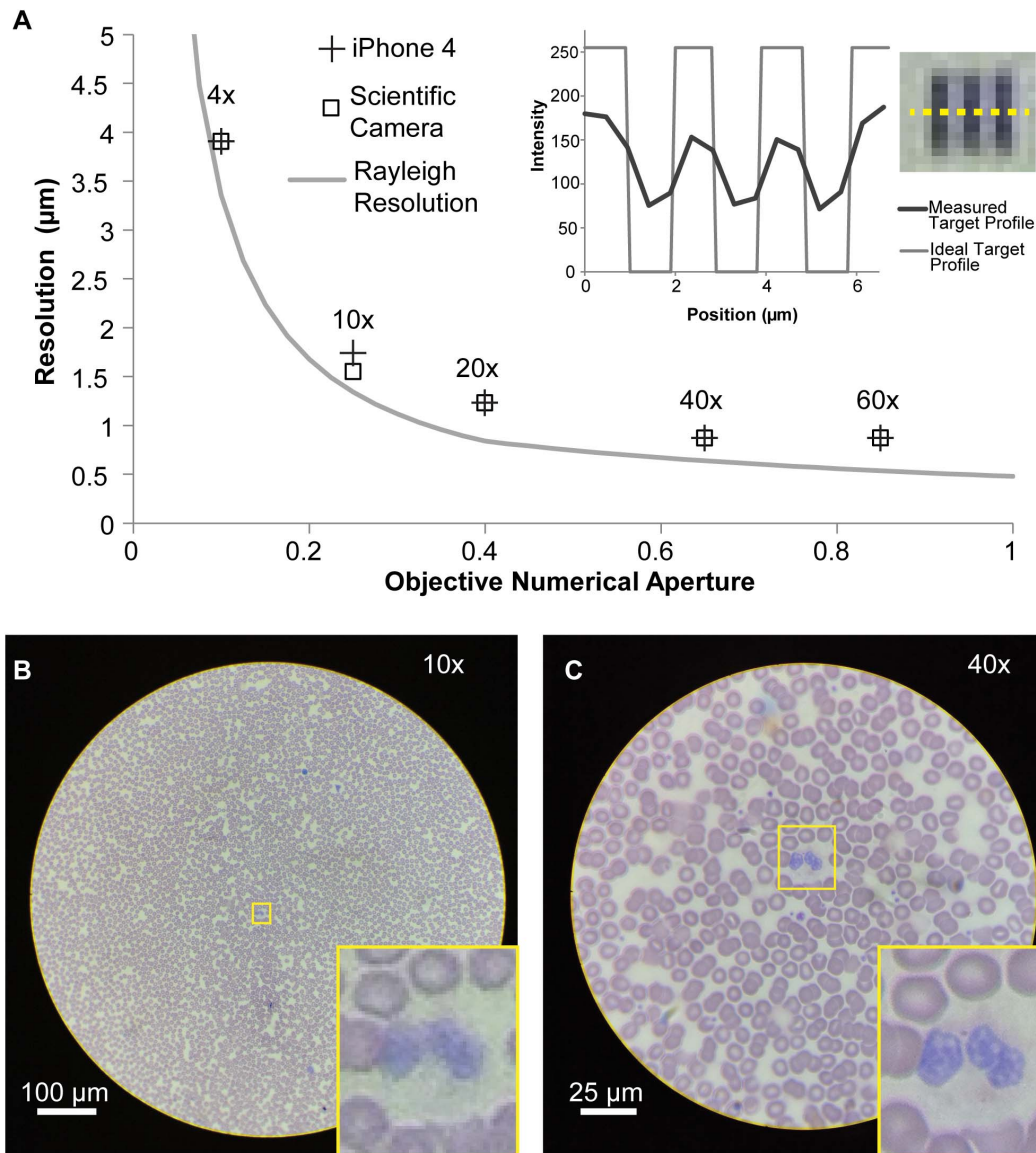 A
Resolution (µm)
5
4.5
4
3.5
3
2.5
2
1.5
1
0.5
0
0
0.2
0.4
0.6
0.8
1
Objective Numerical Aperture
4x
10x
20x
40x
60x
iPhone 4
Scientific
Camera
Rayleigh
Resolution
Intensity
250
200
150
100
50
0
0
2
4
6
Position (µm)
Measured
Target Profile
Ideal Target
Profile
B
10x
100 µm
C
40x
25 µm